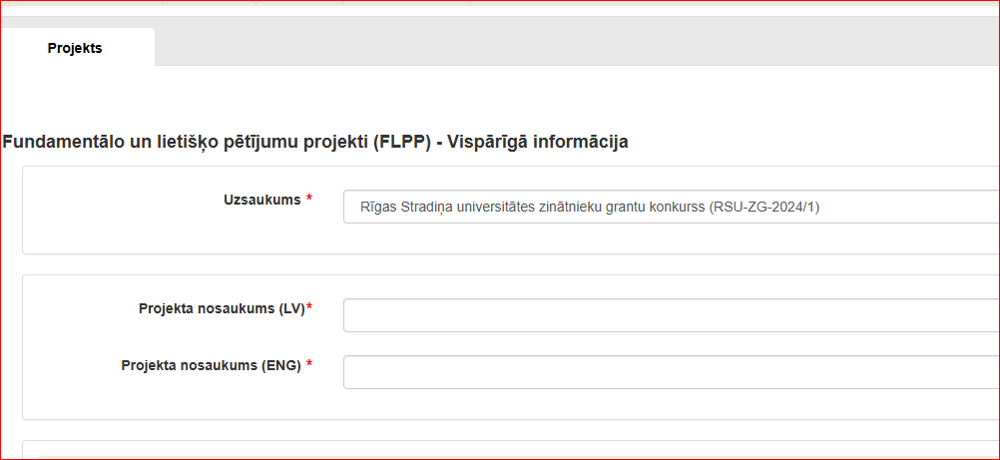 Projekts
Fundamentālo un lietišķo pētījumu projekti (FLPP) - Vispārīgā informācija
Uzsaukums *
Rīgas Stradiņa universitātes zinātnieku grantu konkurss (RSU-ZG-2024/1)
Projekta nosaukums (LV)*
Projekta nosaukums (ENG) *